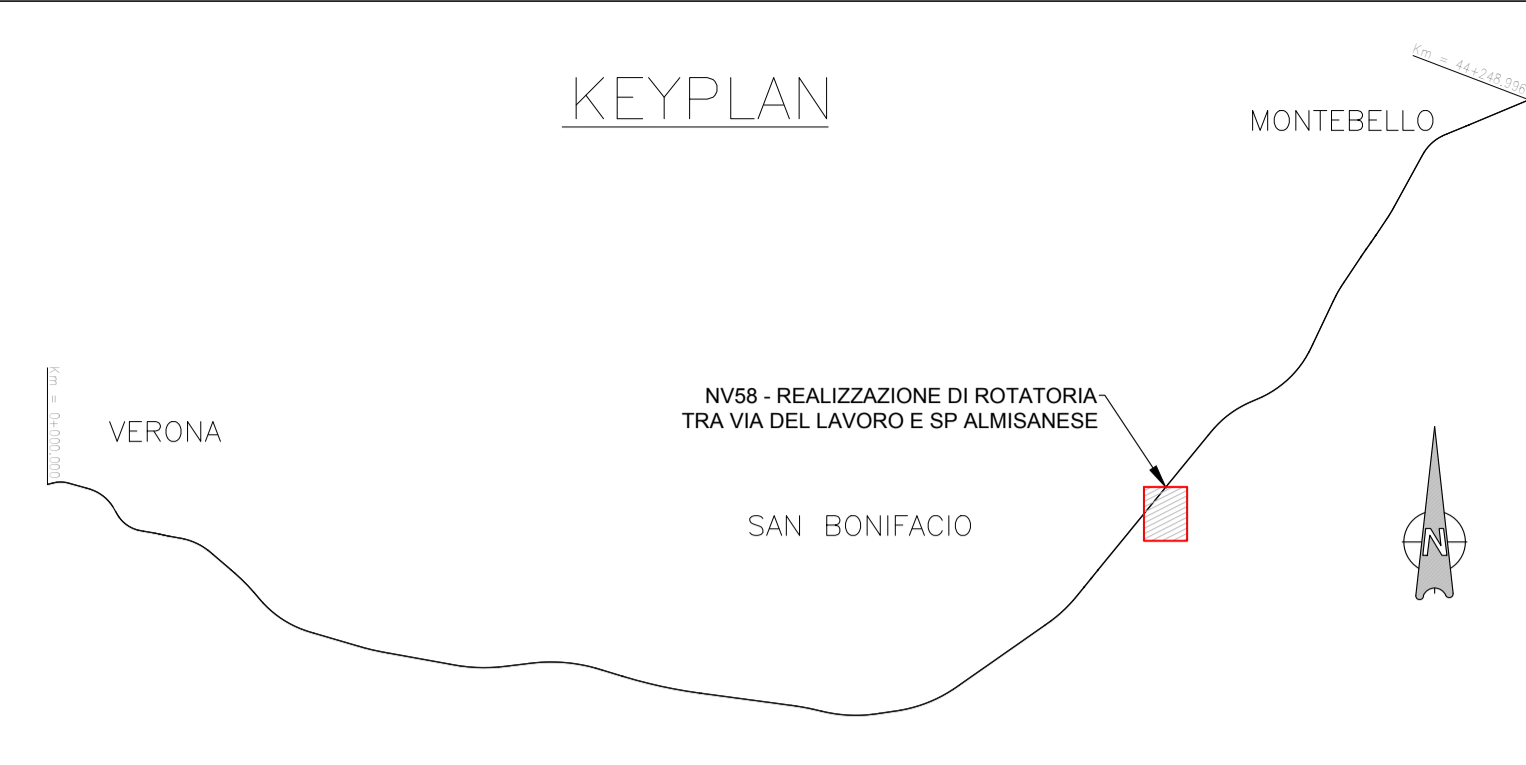 KEYPLAN
Km = 44+248.996
MONTEBELLO
Km = 0+000.000
VERONA
NV58 - REALIZZAZIONE DI ROTATORIA
TRA VIA DEL LAVORO E SP ALMISANESE
SAN BONIFACIO
N